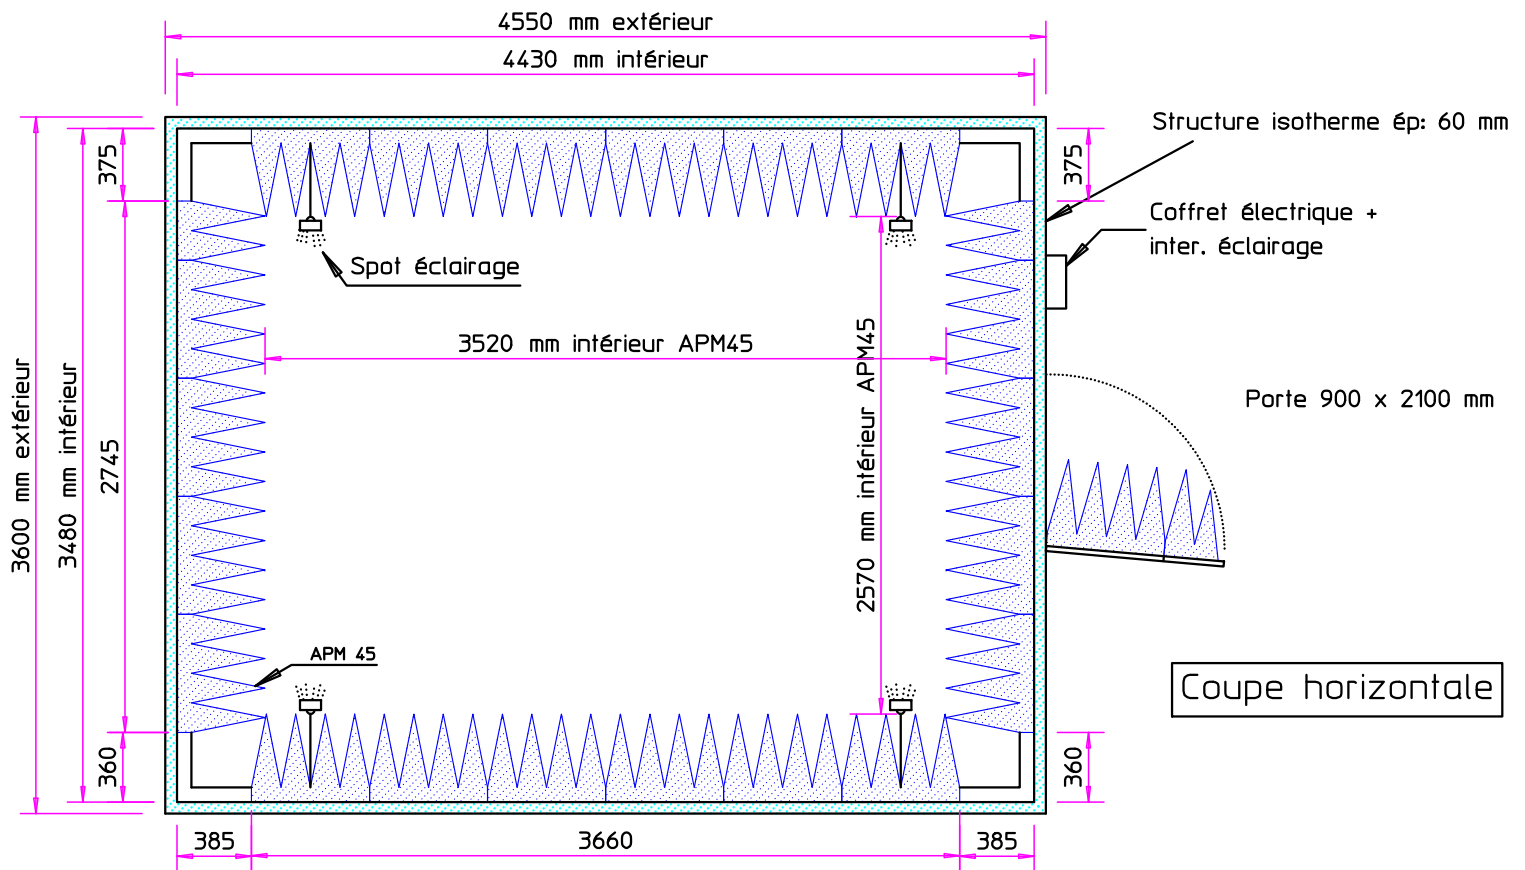 4550 mm extérieur
4430 mm intérieur
Structure isotherme ép: 60 mm
375
375
Coffret électrique +
inter. éclairage
Spot éclairage
3520 mm intérieur APM45
2570 mm intérieur APM45
Porte 900 x 2100 mm
3600 mm extérieur
3480 mm intérieur
2745
APM 45
Coupe horizontale
360
360
385
3660
385